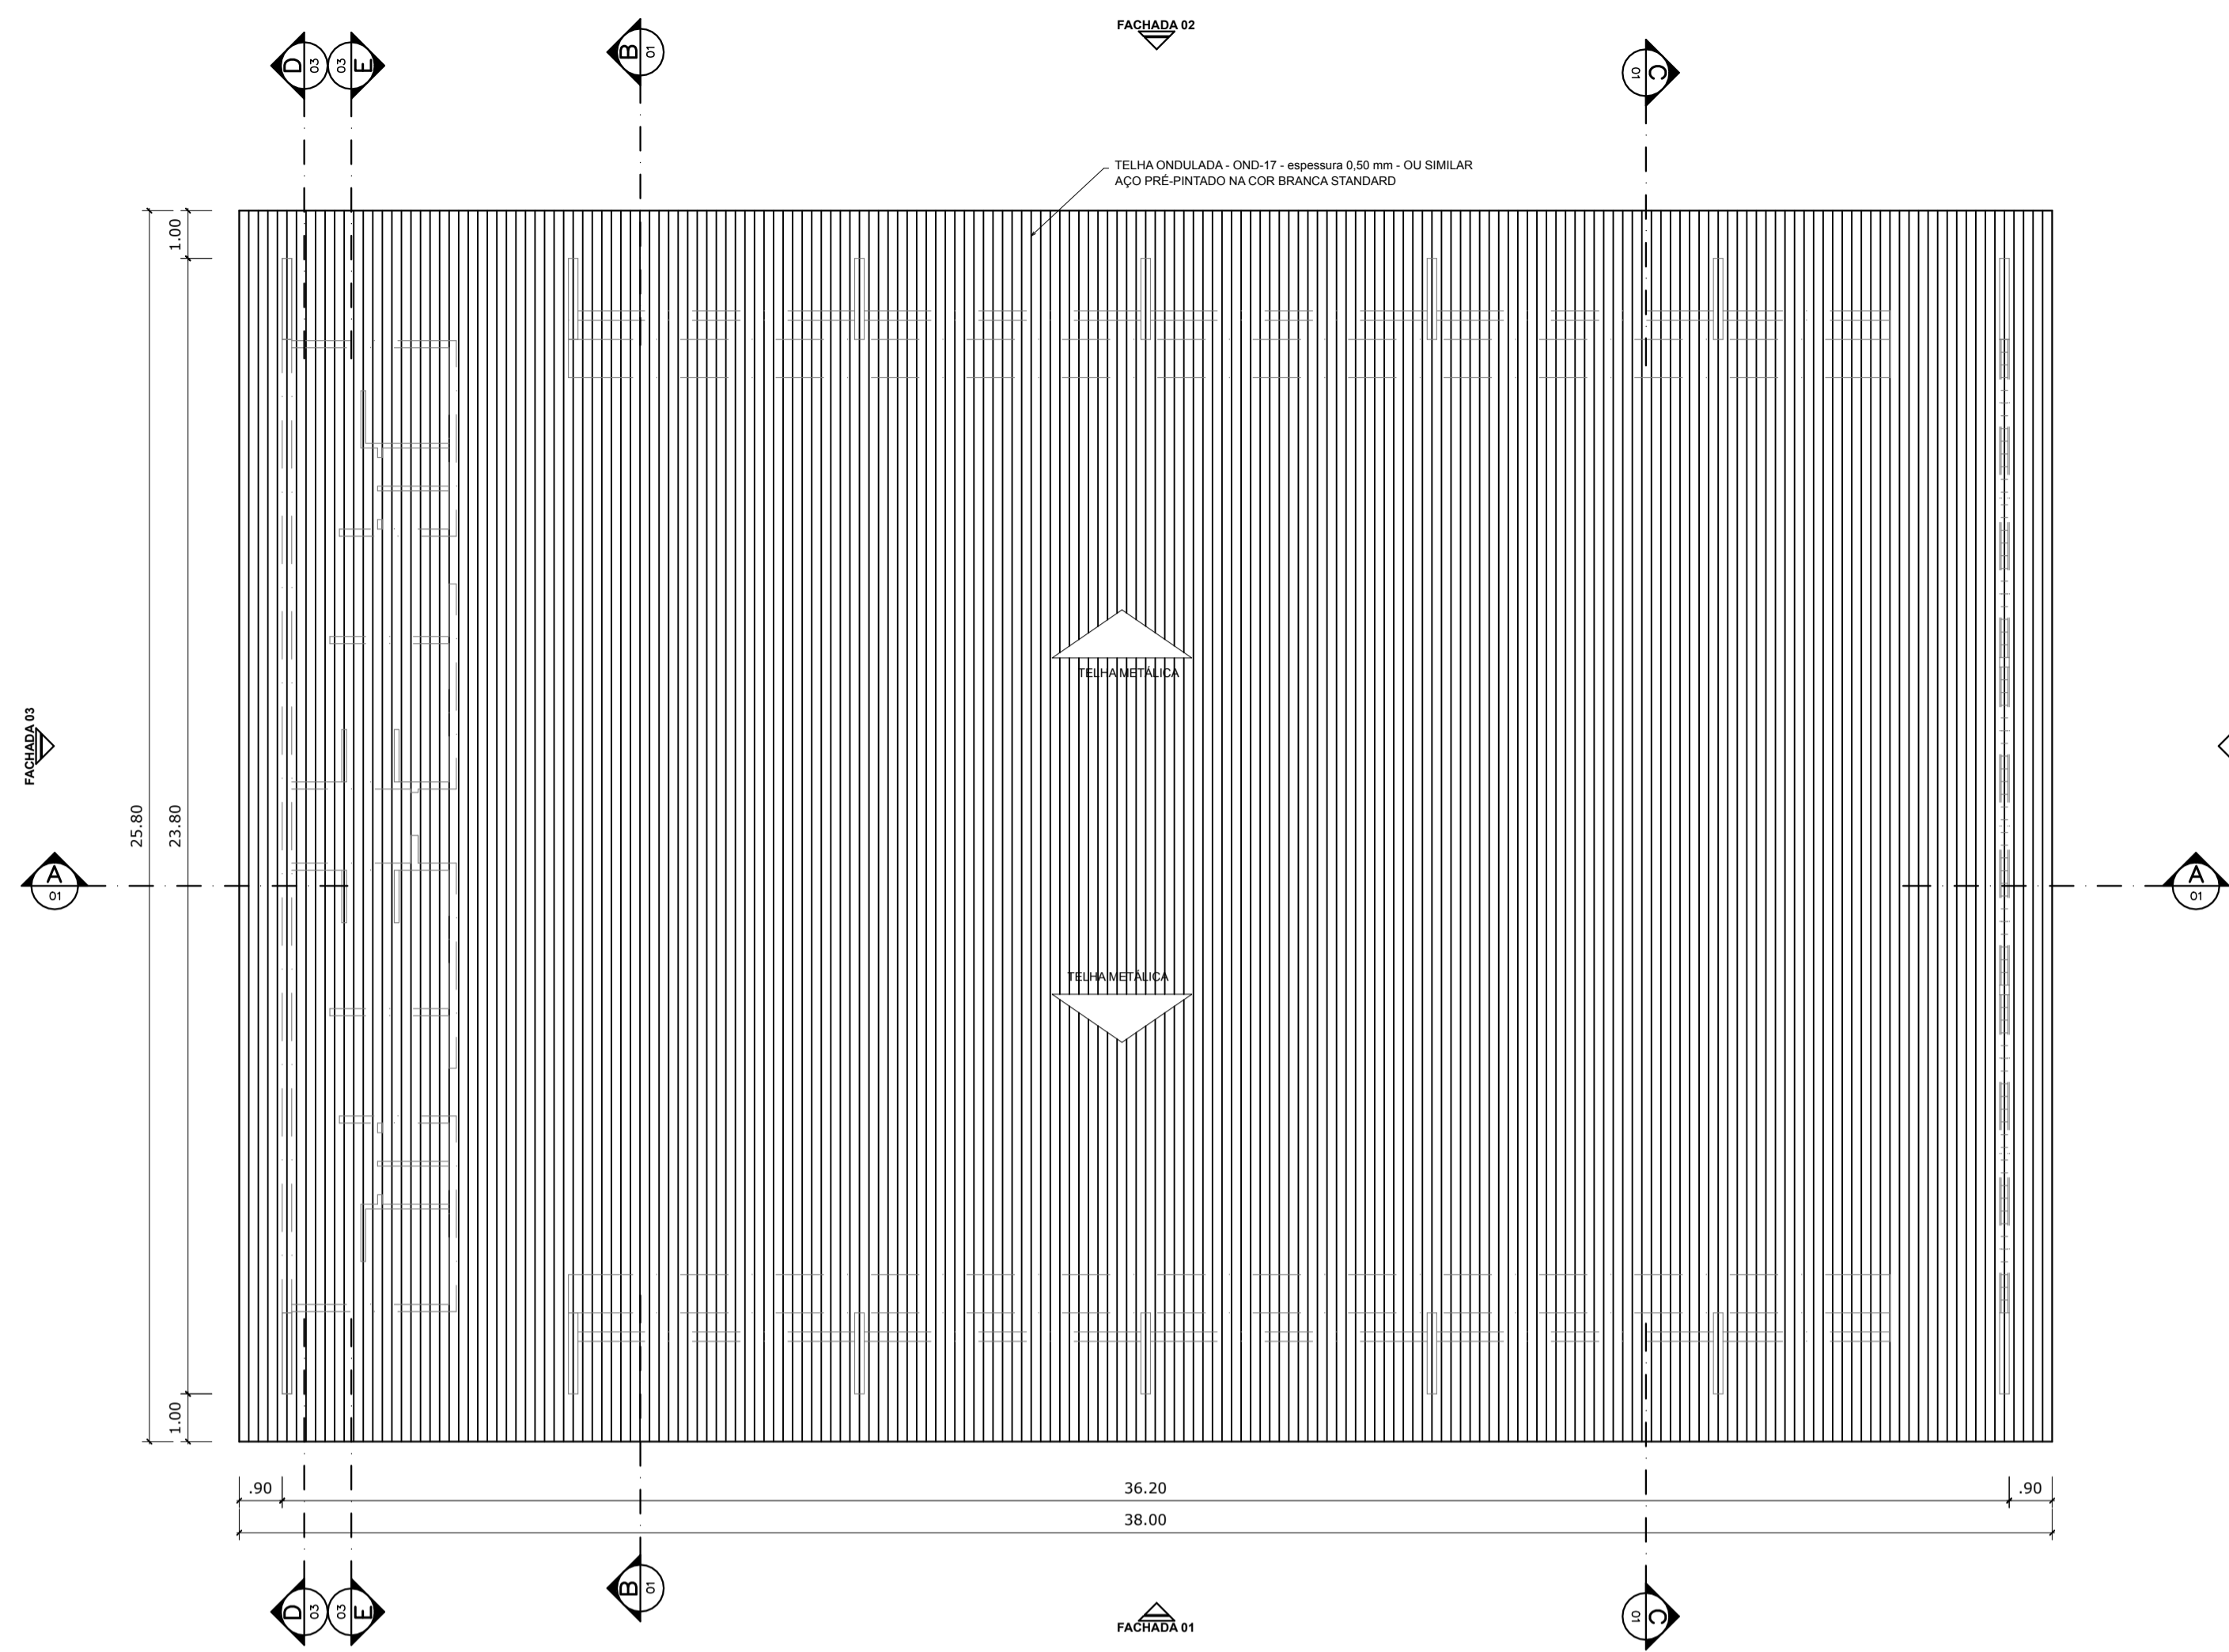 FACHADA 02
D
03
03
E
B
01
01
C
TELHA ONDULADA - OND-17 - espessura 0,50 mm - OU SIMILAR
AÇO PRÉ-PINTADO NA COR BRANCA STANDARD
1.00
TELHA METÁLICA
FACHADA 03
25.80
23.80
A
01
A
01
TELHA METÁLICA
1.00
.90
36.20
.90
38.00
D
03
03
E
B
01
01
C
FACHADA 01